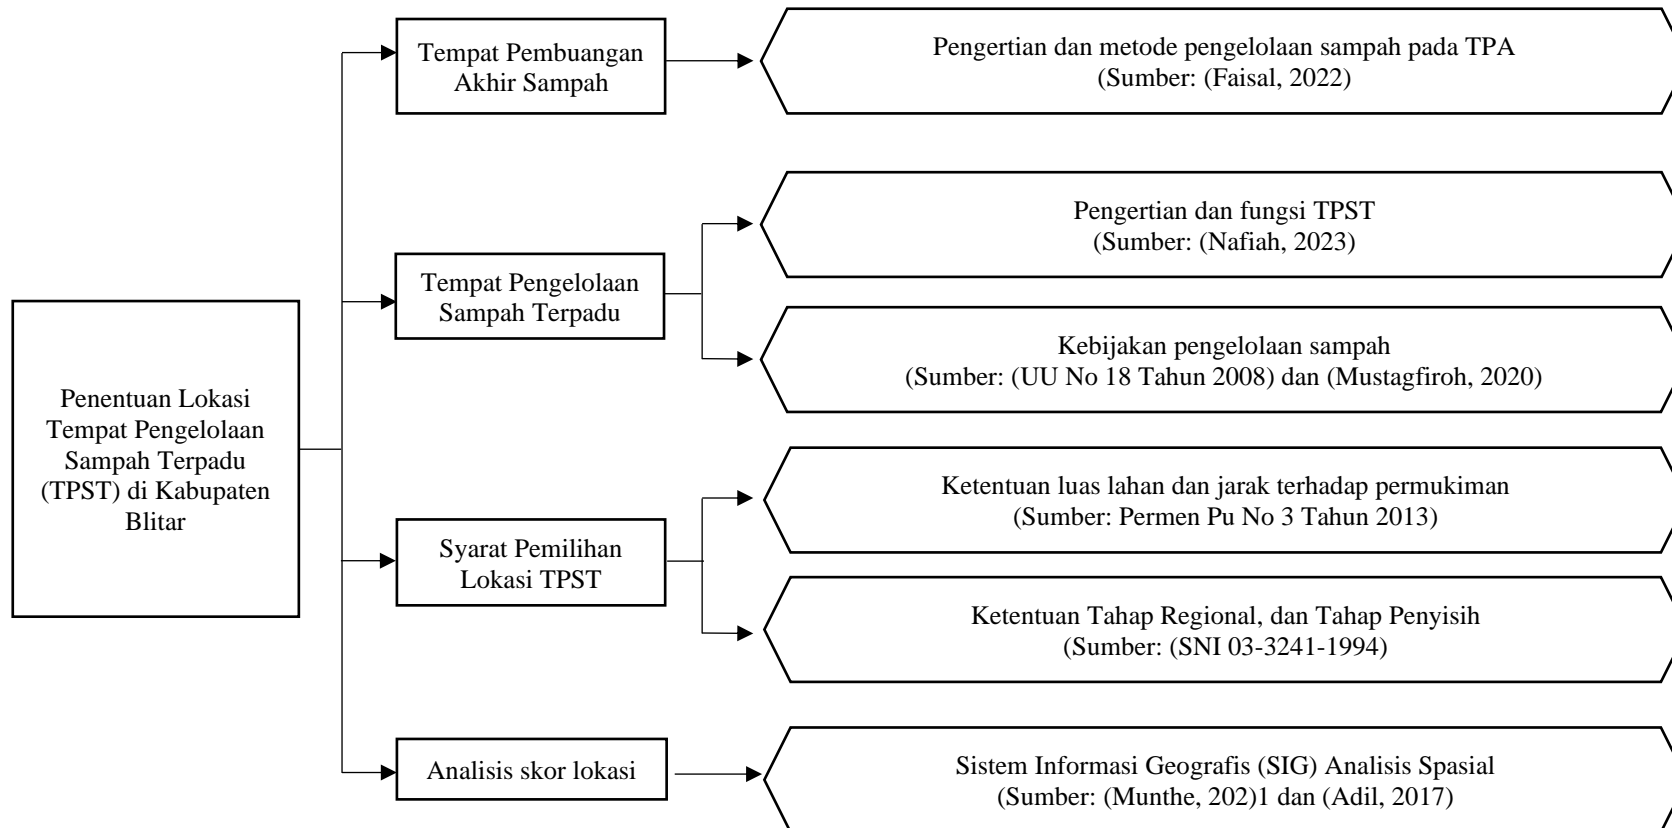 Penentuan Lokasi
Tempat Pengelolaan
Sampah Terpadu
(TPST) di Kabupaten
Blitar
Tempat Pembuangan
Akhir Sampah
Pengertian dan metode pengelolaan sampah pada TPA
(Sumber: (Faisal, 2022)
Tempat Pengelolaan
Sampah Terpadu
Pengertian dan fungsi TPST
(Sumber: (Nafiah, 2023)
Kebijakan pengelolaan sampah
(Sumber: (UU No 18 Tahun 2008) dan (Mustagfiroh, 2020)
Syarat Pemilihan
Lokasi TPST
Ketentuan luas lahan dan jarak terhadap permukiman
(Sumber: Permen Pu No 3 Tahun 2013)
Ketentuan Tahap Regional, dan Tahap Penyisih
(Sumber: (SNI 03-3241-1994)
Analisis skor lokasi
Sistem Informasi Geografis (SIG) Analisis Spasial
(Sumber: (Munthe, 202)1 dan (Adil, 2017)